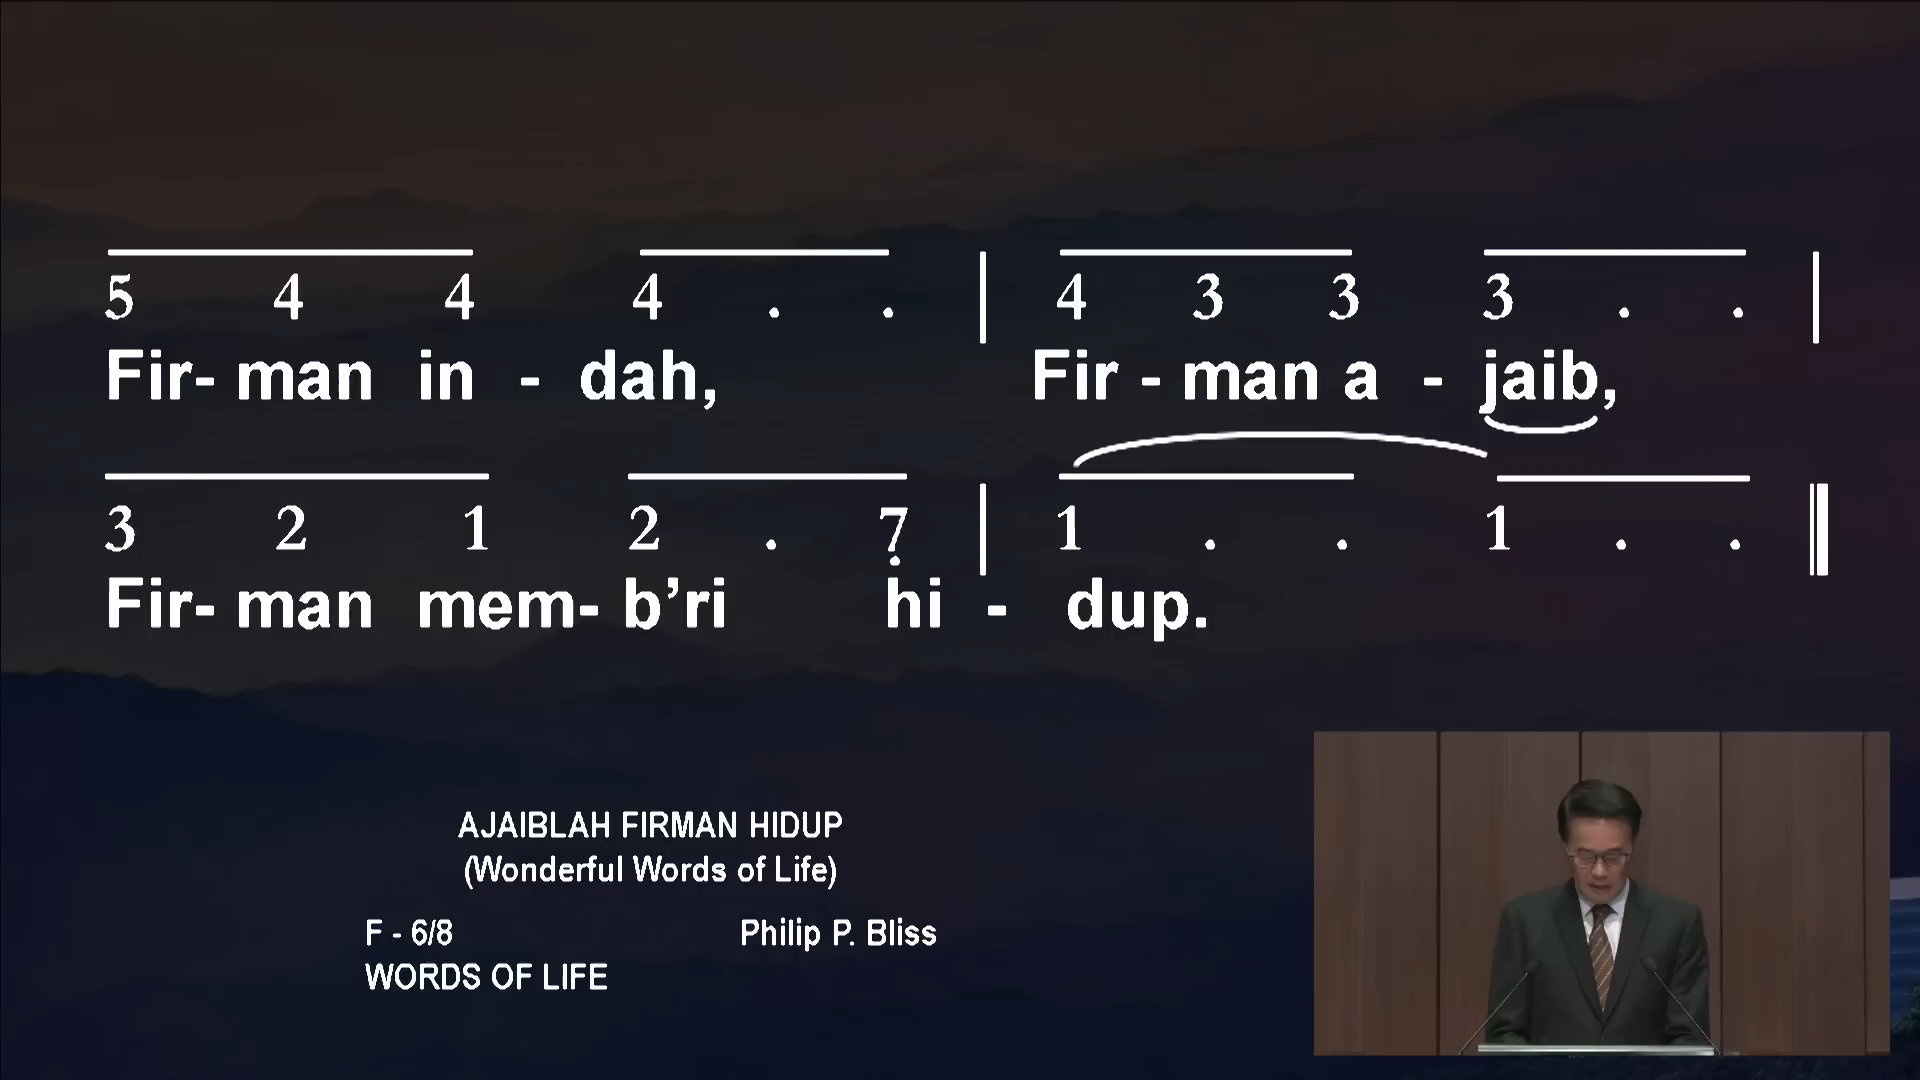 5 4 4 4 . . | 4 3 3 3 . . |
Fir- man in - dah, Fir - man a - jaib,
3 2 1 2 . 7̣ | 1 . . 1 . . ||
Fir- man mem- b’ri hi - dup.
AJAIBLAH FIRMAN HIDUP
(Wonderful Words of Life)
F - 6/8 Philip P. Bliss
WORDS OF LIFE